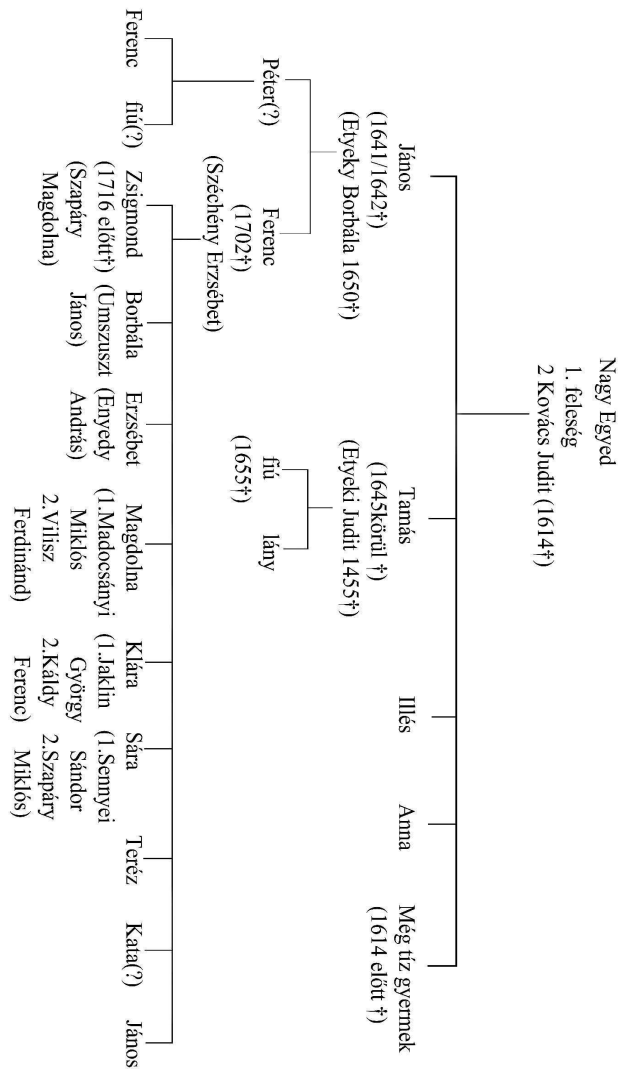 Nagy Egyed
1. feleség
2 Kovács Judit (1614†)
János
(1641/1642†)
(Etyeky Borbála 1650†)
Tamás
(1645körül †)
(Etyeki Judit 1455†)
Illés
Anna
Még tíz gyermek
(1614 előtt †)
Péter(?)
Ferenc
(1702†)
(Széchény Erzsébet)
fiú
(1655†)
lány
Ferenc
fiú(?)
Zsigmond
(1716 előtt†)
(Szapáry
Magdolna)
Borbála
(Umszuszt
János)
Erzsébet
(Enyedy
András)
Magdolna
(1.Madocsányi
Miklós
2.Vilisz
Ferdinánd)
Klára
(1.Jaklin
György
2.Káldy
Ferenc)
Sára
(1.Sennyei
Sándor
2.Szapáry
Miklós)
Teréz
Kata(?)
János